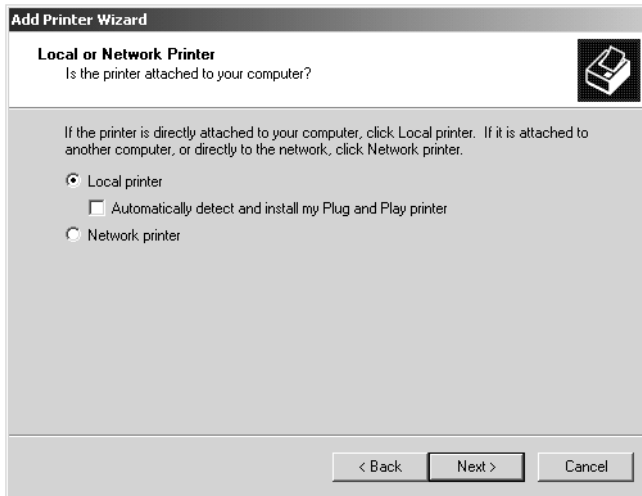 Add Printer Wizard
Local or Network Printer
Is the printer attached to your computer?
If the printer is directly attached to your computer, click Local printer.  If it is attached to
another computer, or directly to the network, click Network printer.
Local printer
Automatically detect and install my Plug and Play printer
Network printer
< Back
Next >
Cancel